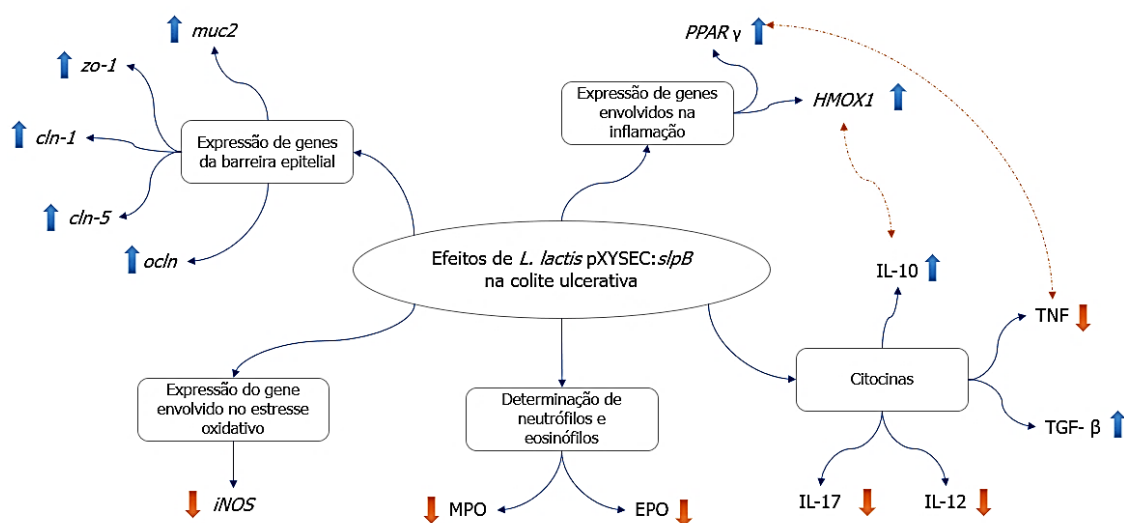 muc2
zo-1
cln-1
cln-5
ocln
Expressão de genes
da barreira epitelial
PPAR γ
HMOX1
Expressão de genes
envolvidos na
inflamação
Efeitos de L. lactis pXYSEC:slpB
na colite ulcerativa
IL-10
TNF
TGF- β
Citocinas
IL-17
IL-12
Expressão do gene
envolvido no estresse
oxidativo
iNOS
Determinação de
neutrófilos e
eosinófilos
MPO
EPO